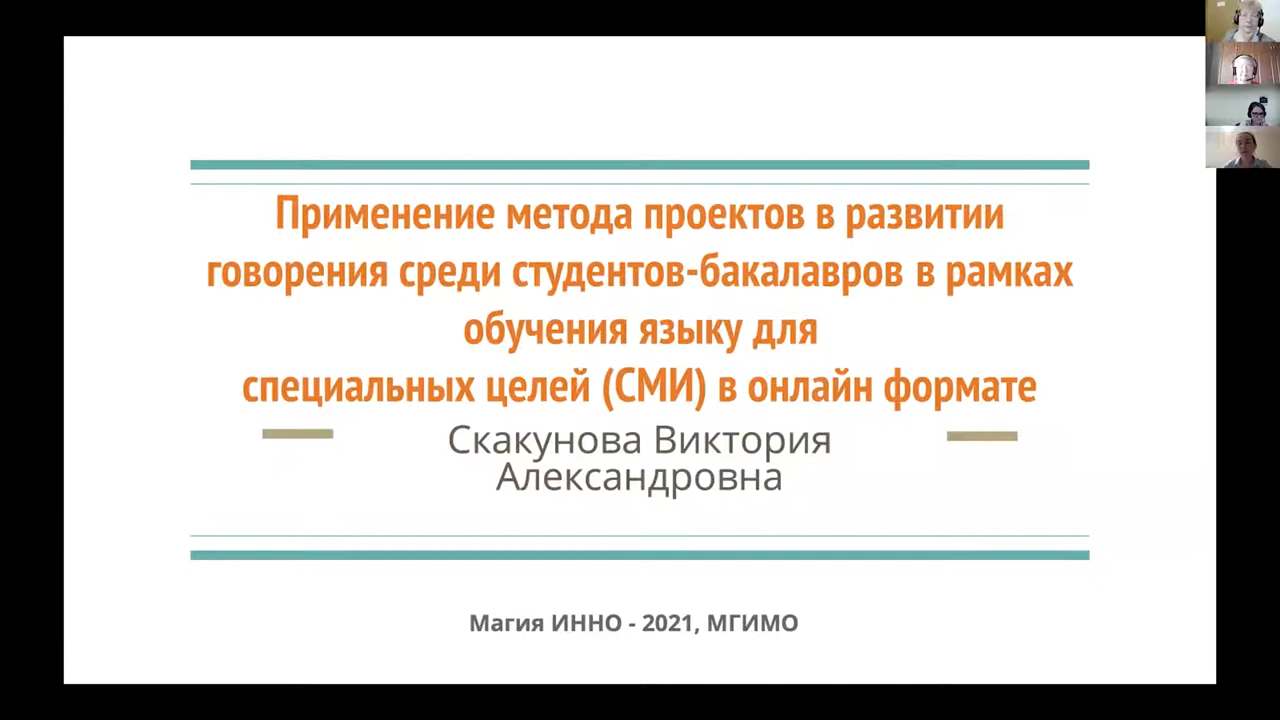 Применение метода проектов в развитии
говорения среди студентов-бакалавров в рамках
обучения языку для
специальных целей (СМИ) в онлайн формате
Скакунова Виктория
Александровна
Магия ИННО - 2021, МГИМО